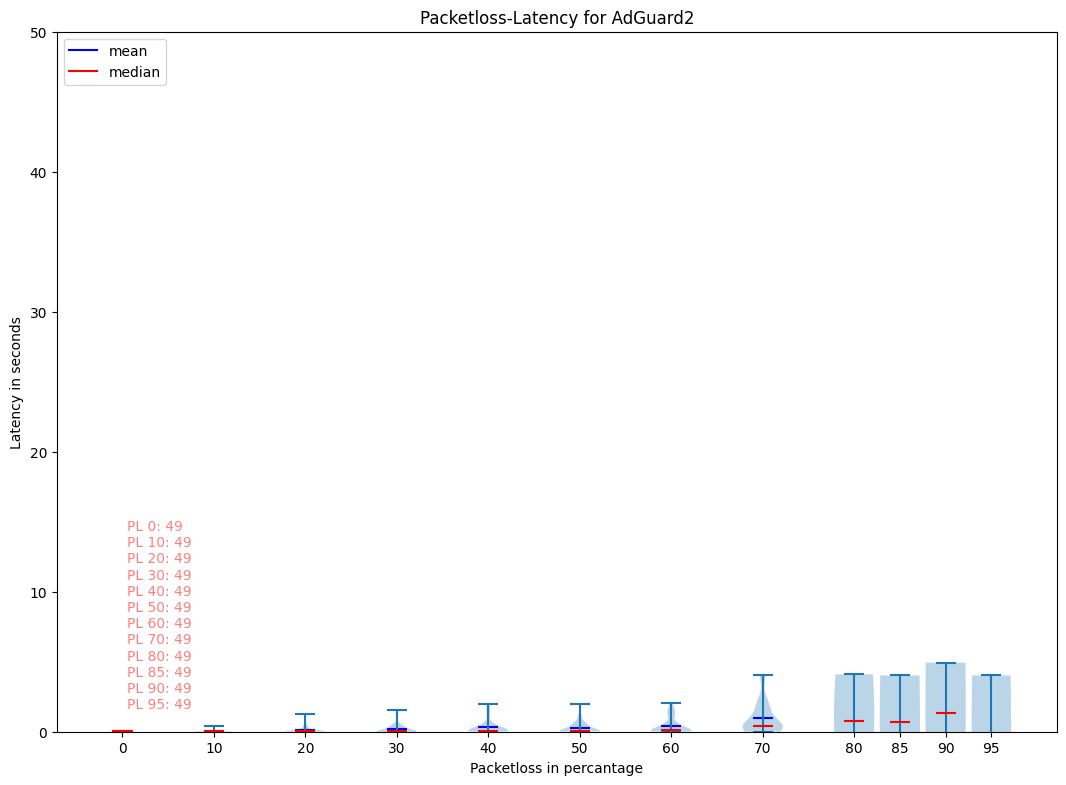 Packetloss-Latency for AdGuard2
mean
median
50
40
30
20
10
0
Latency in seconds
PL 0: 49
PL 10: 49
PL 20: 49
PL 30: 49
PL 40: 49
PL 50: 49
PL 60: 49
PL 70: 49
PL 80: 49
PL 85: 49
PL 90: 49
PL 95: 49
0 10 20 30 40 50 60 70 80 85 90 95
Packetloss in percantage